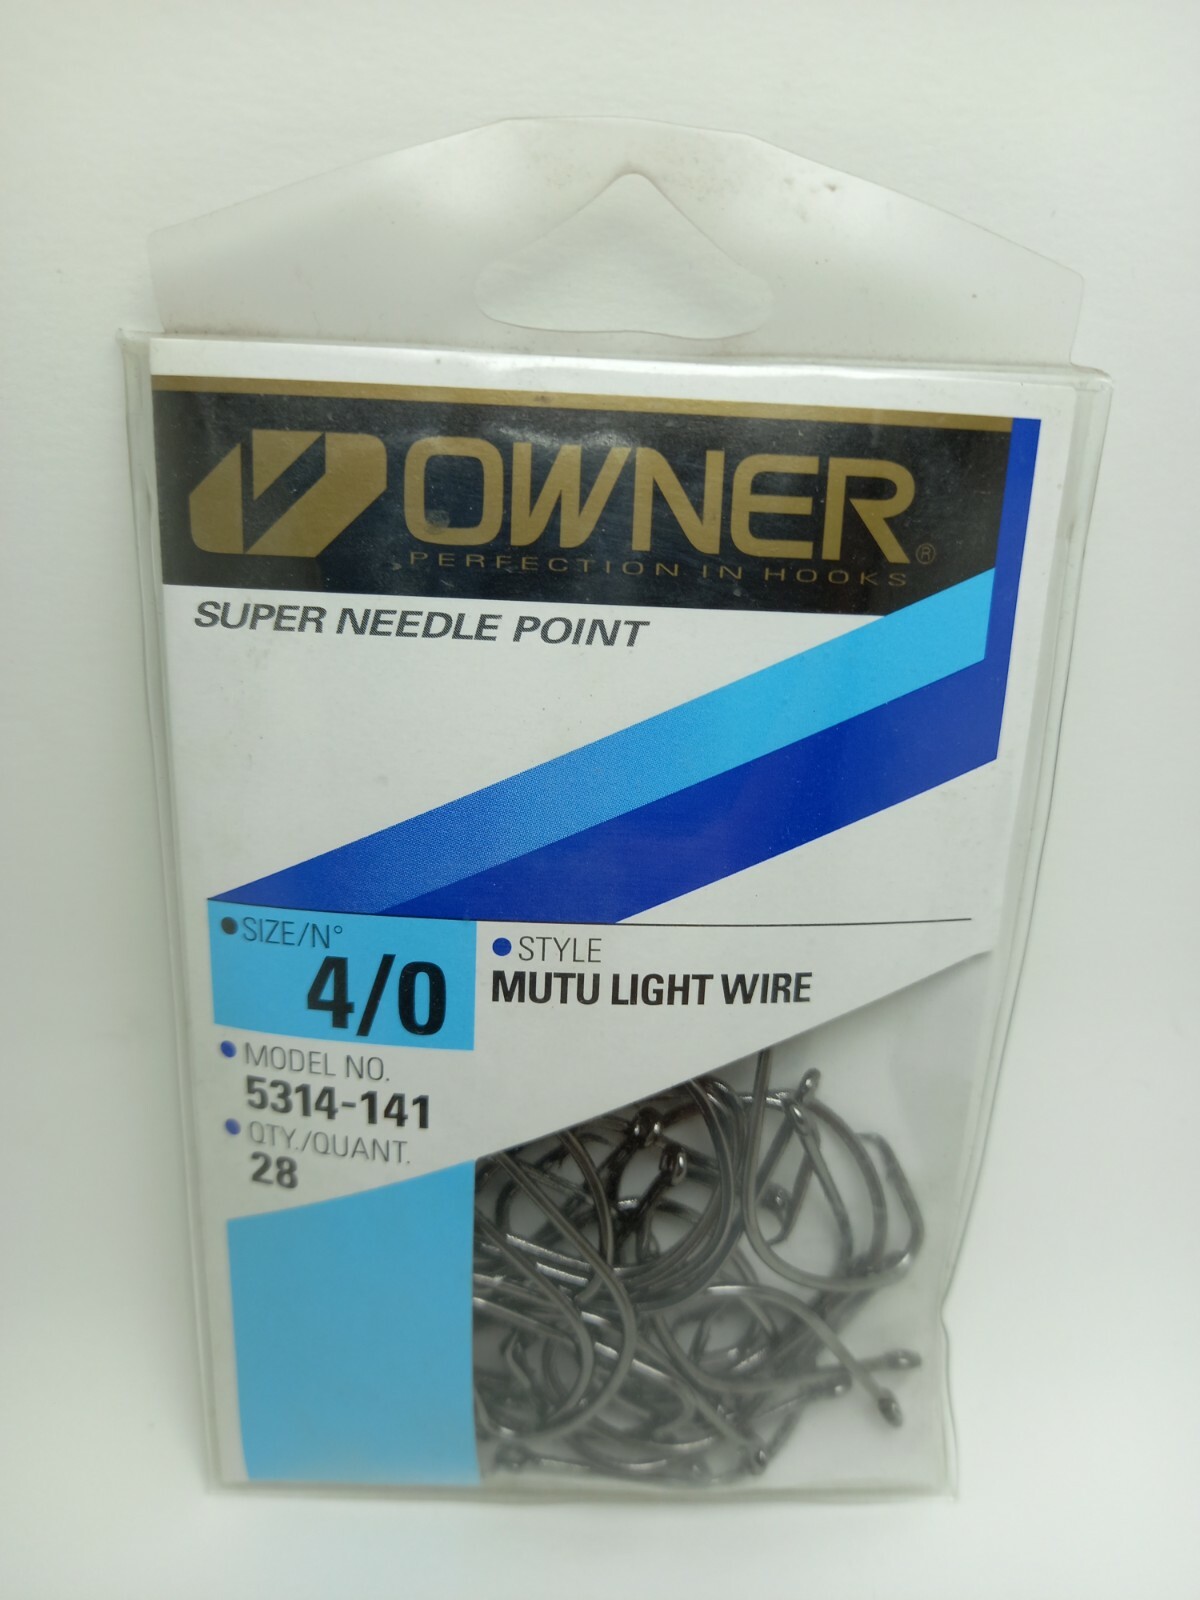 OWNER®
PERFECTION IN HOOKS
SUPER NEEDLE POINT
SIZE/N°
4/0
STYLE
MUTU LIGHT WIRE
MODEL NO.
5314-141
QTY./QUANT.
28